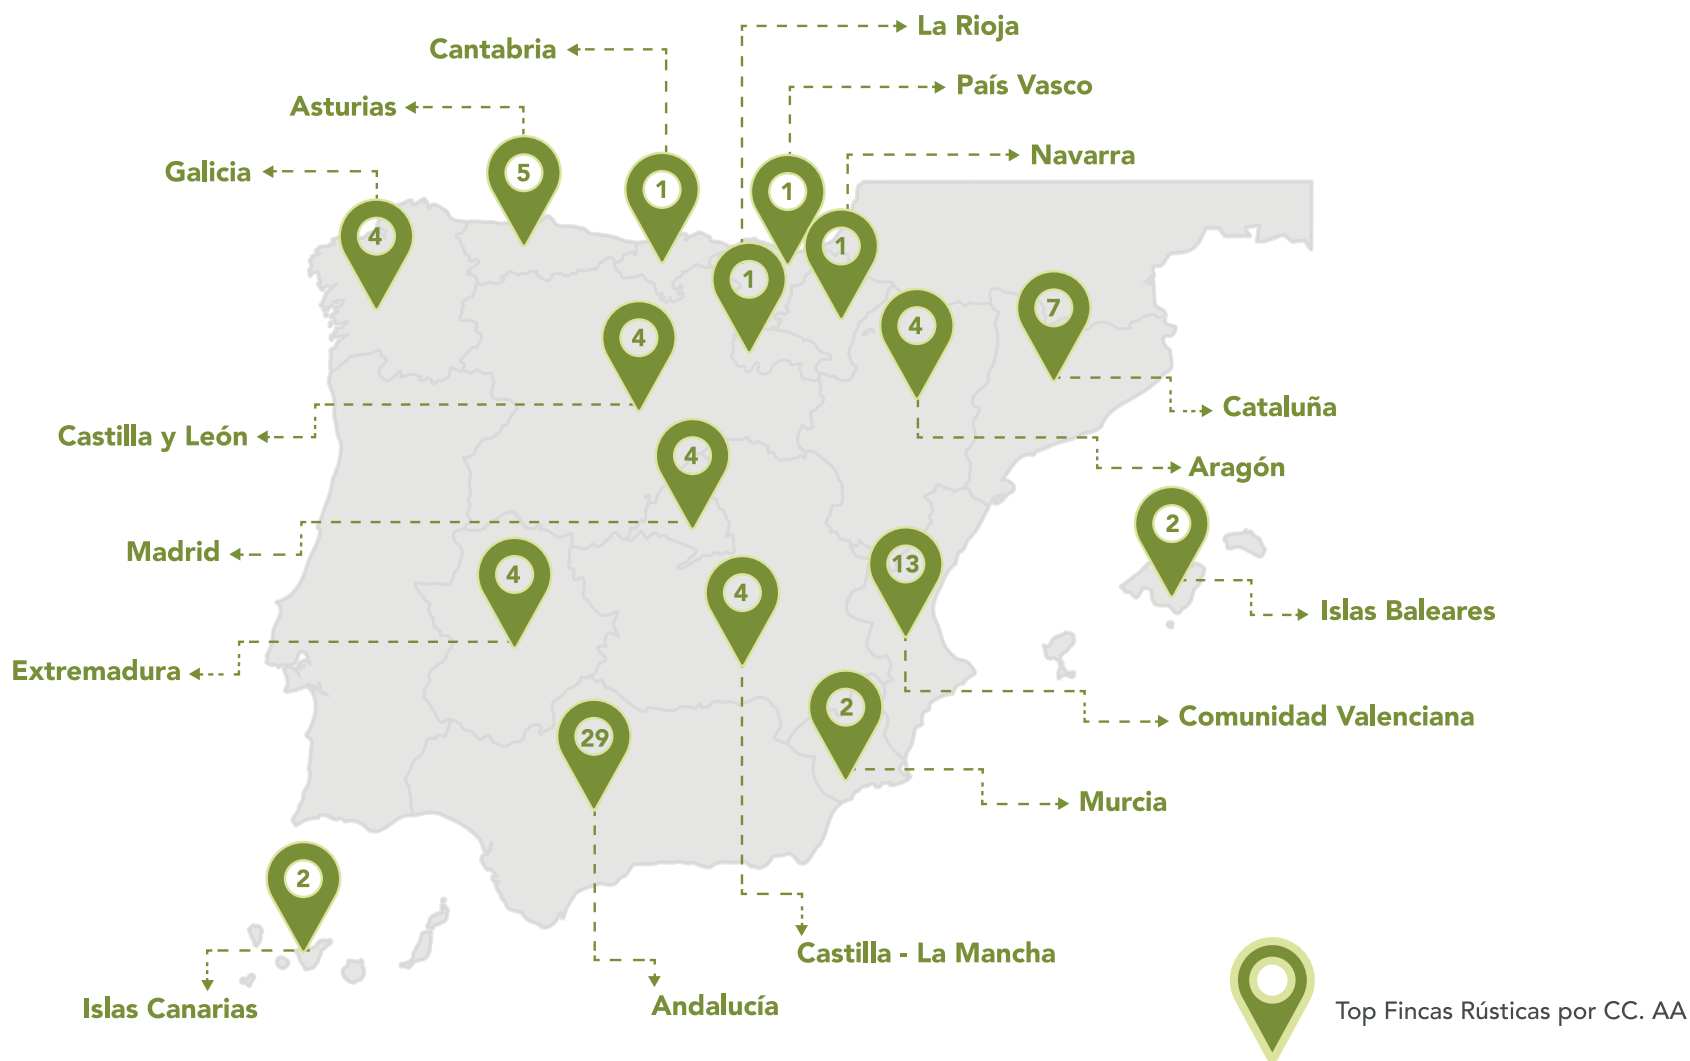 La Rioja
Cantabria
País Vasco
Asturias
Navarra
Galicia
5
1
1
4
1
1
7
4
4
Cataluña
Castilla y León
4
Aragón
2
Madrid
13
4
4
Islas Baleares
Extremadura
2
Comunidad Valenciana
29
Murcia
2
Castilla - La Mancha
Islas Canarias
Andalucía
Top Fincas Rústicas por CC. AA